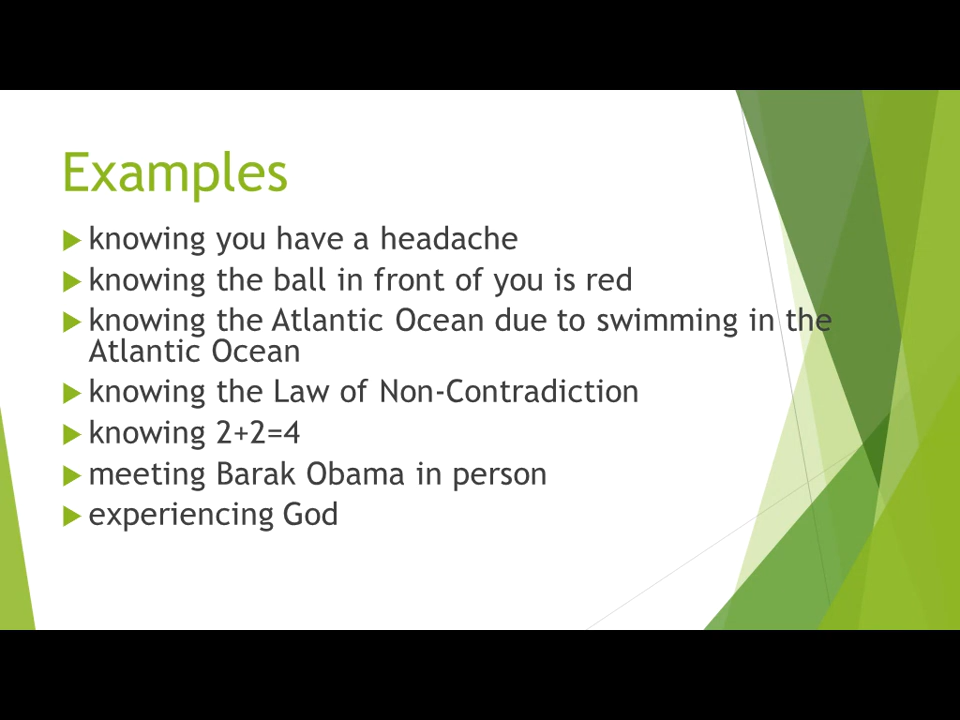 Examples
knowing you have a headache
knowing the ball in front of you is red
knowing the Atlantic Ocean due to swimming in the
Atlantic Ocean
knowing the Law of Non-Contradiction
knowing 2+2=4
meeting Barak Obama in person
experiencing God